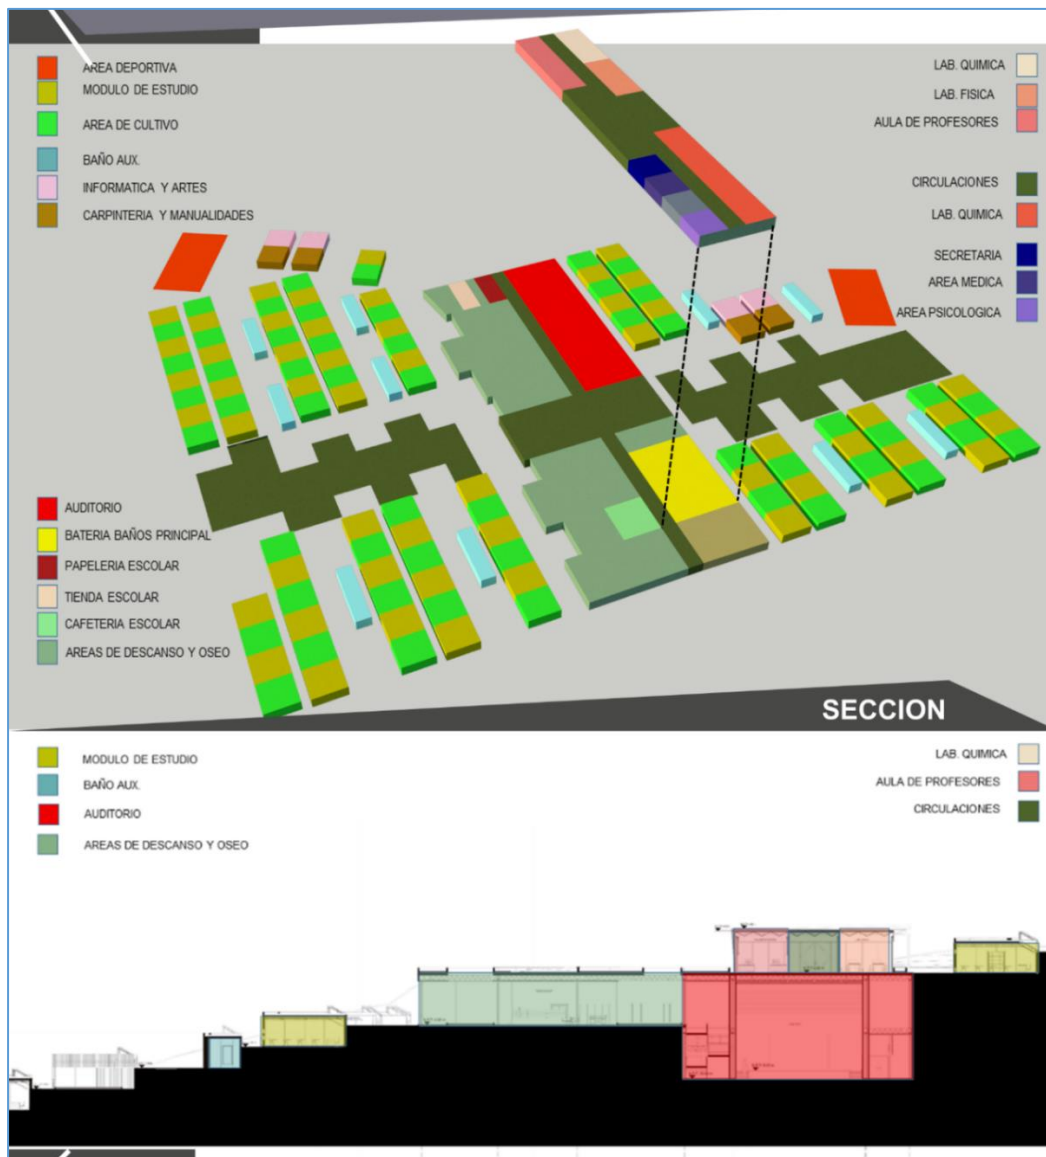 AREA DEPORTIVA
MODULO DE ESTUDIO
AREA DE CULTIVO
BAÑO AUX.
INFORMATICA Y ARTES
CARPINTERIA Y MANUALIDADES
LAB. QUIMICA
LAB. FISICA
AULA DE PROFESORES
CIRCULACIONES
LAB. QUIMICA
SECRETARIA
AREA MEDICA
AREA PSICOLOGICA
AUDITORIO
BATERIA BAÑOS PRINCIPAL
PAPELERIA ESCOLAR
TIENDA ESCOLAR
CAFETERIA ESCOLAR
AREAS DE DESCANSO Y OSEO
SECCION
MODULO DE ESTUDIO
BAÑO AUX.
AUDITORIO
AREAS DE DESCANSO Y OSEO
LAB. QUIMICA
AULA DE PROFESORES
CIRCULACIONES